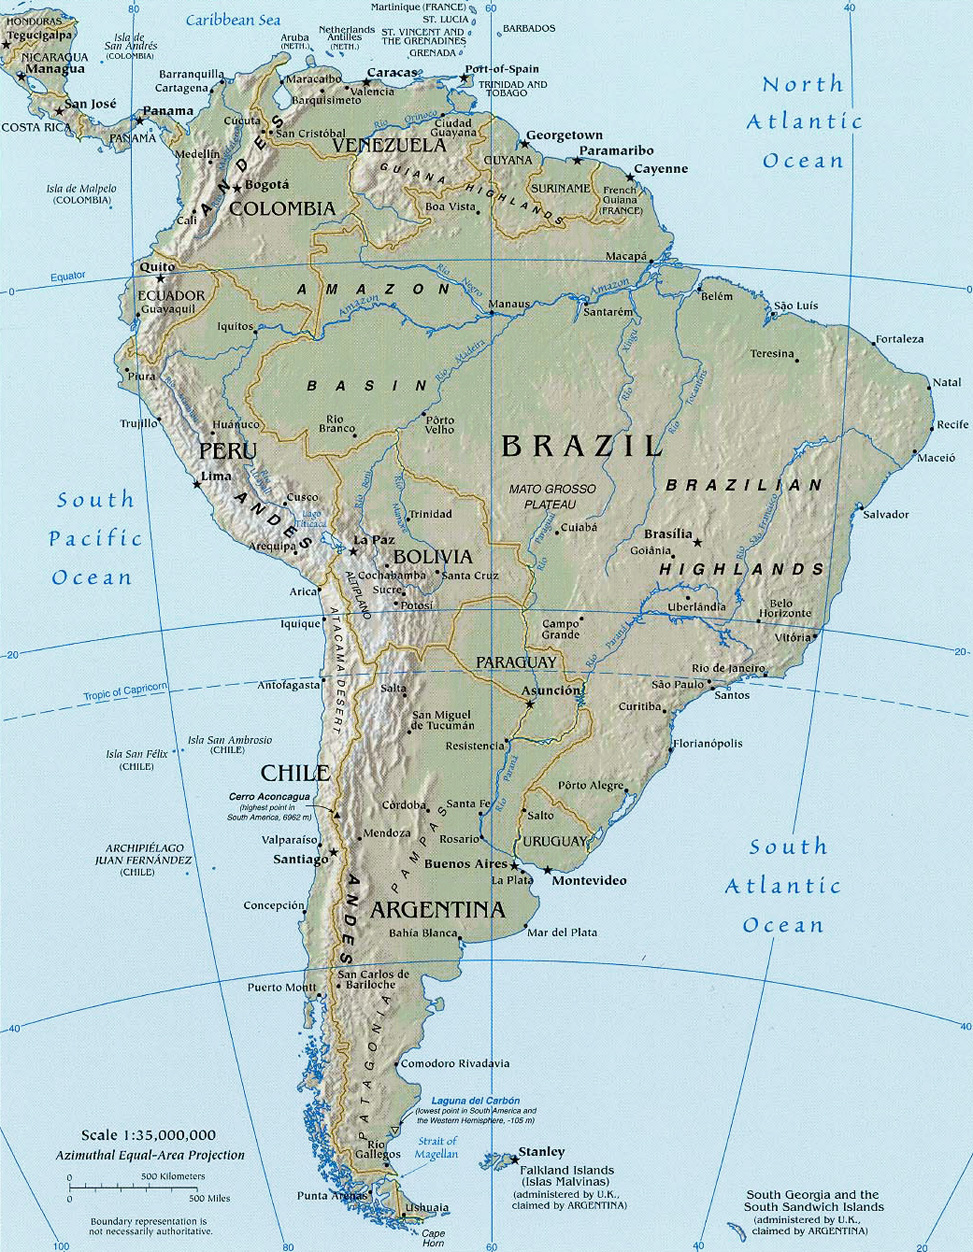 80
60
40
HONDURAS
Tegucigalpa
NICARAGUA
Managua
Isla de
San Andrés
(COLOMBIA)
Caribbean Sea
Martinique (FRANCE)
ST. LUCIA
ST. VINCENT AND
THE GRENADINES
GRENADA
BARBADOS
Aruba
(NETH.)
Netherlands
Antilles
(NETH.)
San José
COSTA RICA
Panama
PANAMA
Barranquilla
Cartagena
Maracaibo
Caracas
Valencia
Barquisimeto
Port-of-Spain
TRINIDAD AND
TOBAGO
North
Atlantic
Ocean
Cúcuta
San Cristóbal
Río Orinoco
Ciudad
Guayana
VENEZUELA
Georgetown
Paramaribo
Cayenne
GUYANA
SURINAME
French
Guiana
(FRANCE)
GUIANA HIGHLANDS
Medellín
Bogotá
ANDES
COLOMBIA
Cali
Isla de Malpelo
(COLOMBIA)
Boa Vista
Macapá
Equator
0
0
Quito
ECUADOR
Guayaquil
AMAZON
Rio Negro
Amazon
Amazon
Manaus
Santarém
Belém
São Luís
Iquitos
Fortaleza
Teresina
Piura
BASIN
Rio Madeira
Rio Xingu
Rio Tocantins
Natal
Trujillo
Huánuco
Rio
Branco
Pôrto
Velho
Recife
PERU
BRAZIL
Maceió
Lima
ANDES
Cusco
Lago
Titicaca
MATO GROSSO
PLATEAU
BRAZILIAN
South
Pacific
Ocean
Trinidad
Cuiabá
Salvador
Arequipa
La Paz
BOLIVIA
Brasília
Goiânia
Rio São Francisco
HIGHLANDS
Cochabamba
Santa Cruz
Arica
ALTIPLANO
Sucre
Potosí
Uberlândia
Belo
Horizonte
Iquique
Campo
Grande
Rio Paraná
Vitória
20
20
ATACAMA DESERT
PARAGUAY
Rio de Janeiro
São Paulo
Santos
Tropic of Capricorn
Antofagasta
Salta
Asunción
Curitiba
San Miguel
de Tucumán
Resistencia
Florianópolis
Isla San Félix
(CHILE)
Isla San Ambrosio
(CHILE)
CHILE
Río Paraná
Cerro Aconcagua
(highest point in
South America, 6962 m)
Pôrto Alegre
Córdoba
Santa Fe
Salto
Valparaíso
Mendoza
Rosario
URUGUAY
ARCHIPIÉLAGO
JUAN FERNÁNDEZ
(CHILE)
Santiago
PAMPAS
Buenos Aires
La Plata
Montevideo
South
Atlantic
Ocean
Concepción
ANDES
ARGENTINA
Bahía Blanca
Mar del Plata
Puerto Montt
San Carlos de
Bariloche
40
40
PATAGONIA
Comodoro Rivadavia
Laguna del Carbón
(lowest point in South America and
the Western Hemisphere, -105 m)
Strait of
Magellan
Río
Gallegos
Stanley
Falkland Islands
(Islas Malvinas)
(administered by U.K.,
claimed by ARGENTINA)
Punta Arenas
Ushuaia
Cape
Horn
South Georgia and the
South Sandwich Islands
(administered by U.K.,
claimed by ARGENTINA)
Scale 1:35,000,000
Azimuthal Equal-Area Projection
0
500 Kilometers
0
500 Miles
Boundary representation is
not necessarily authoritative.
100
80
60
40
20